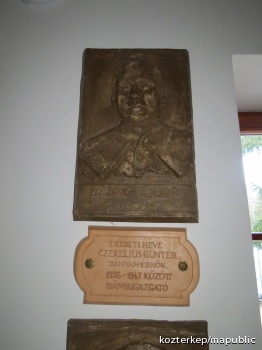 EREDETI NEVE
CZEKELIUS GÜNTER
BÁNYAMÉRNÖK,
1936-1947 KÖZÖTT
BÁNYAIGAZGATÓ
kozterkep/mapublic